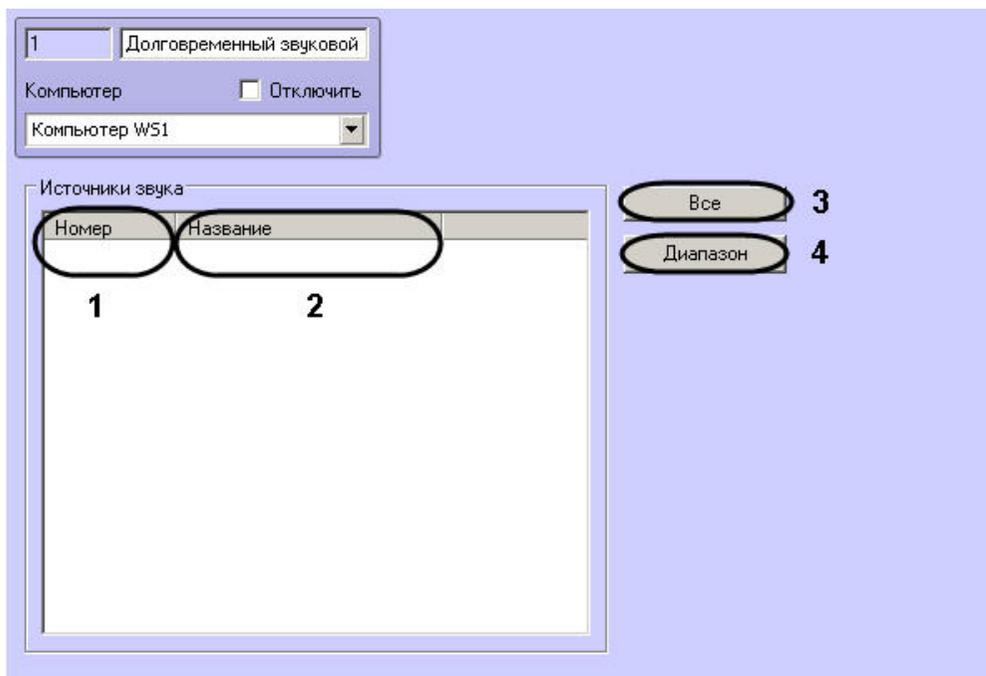 1 Долговременный звуковой
Компьютер Отключить
Компьютер WS1
Источники звука
Номер Название
Все 3
Диапазон 4
1 2